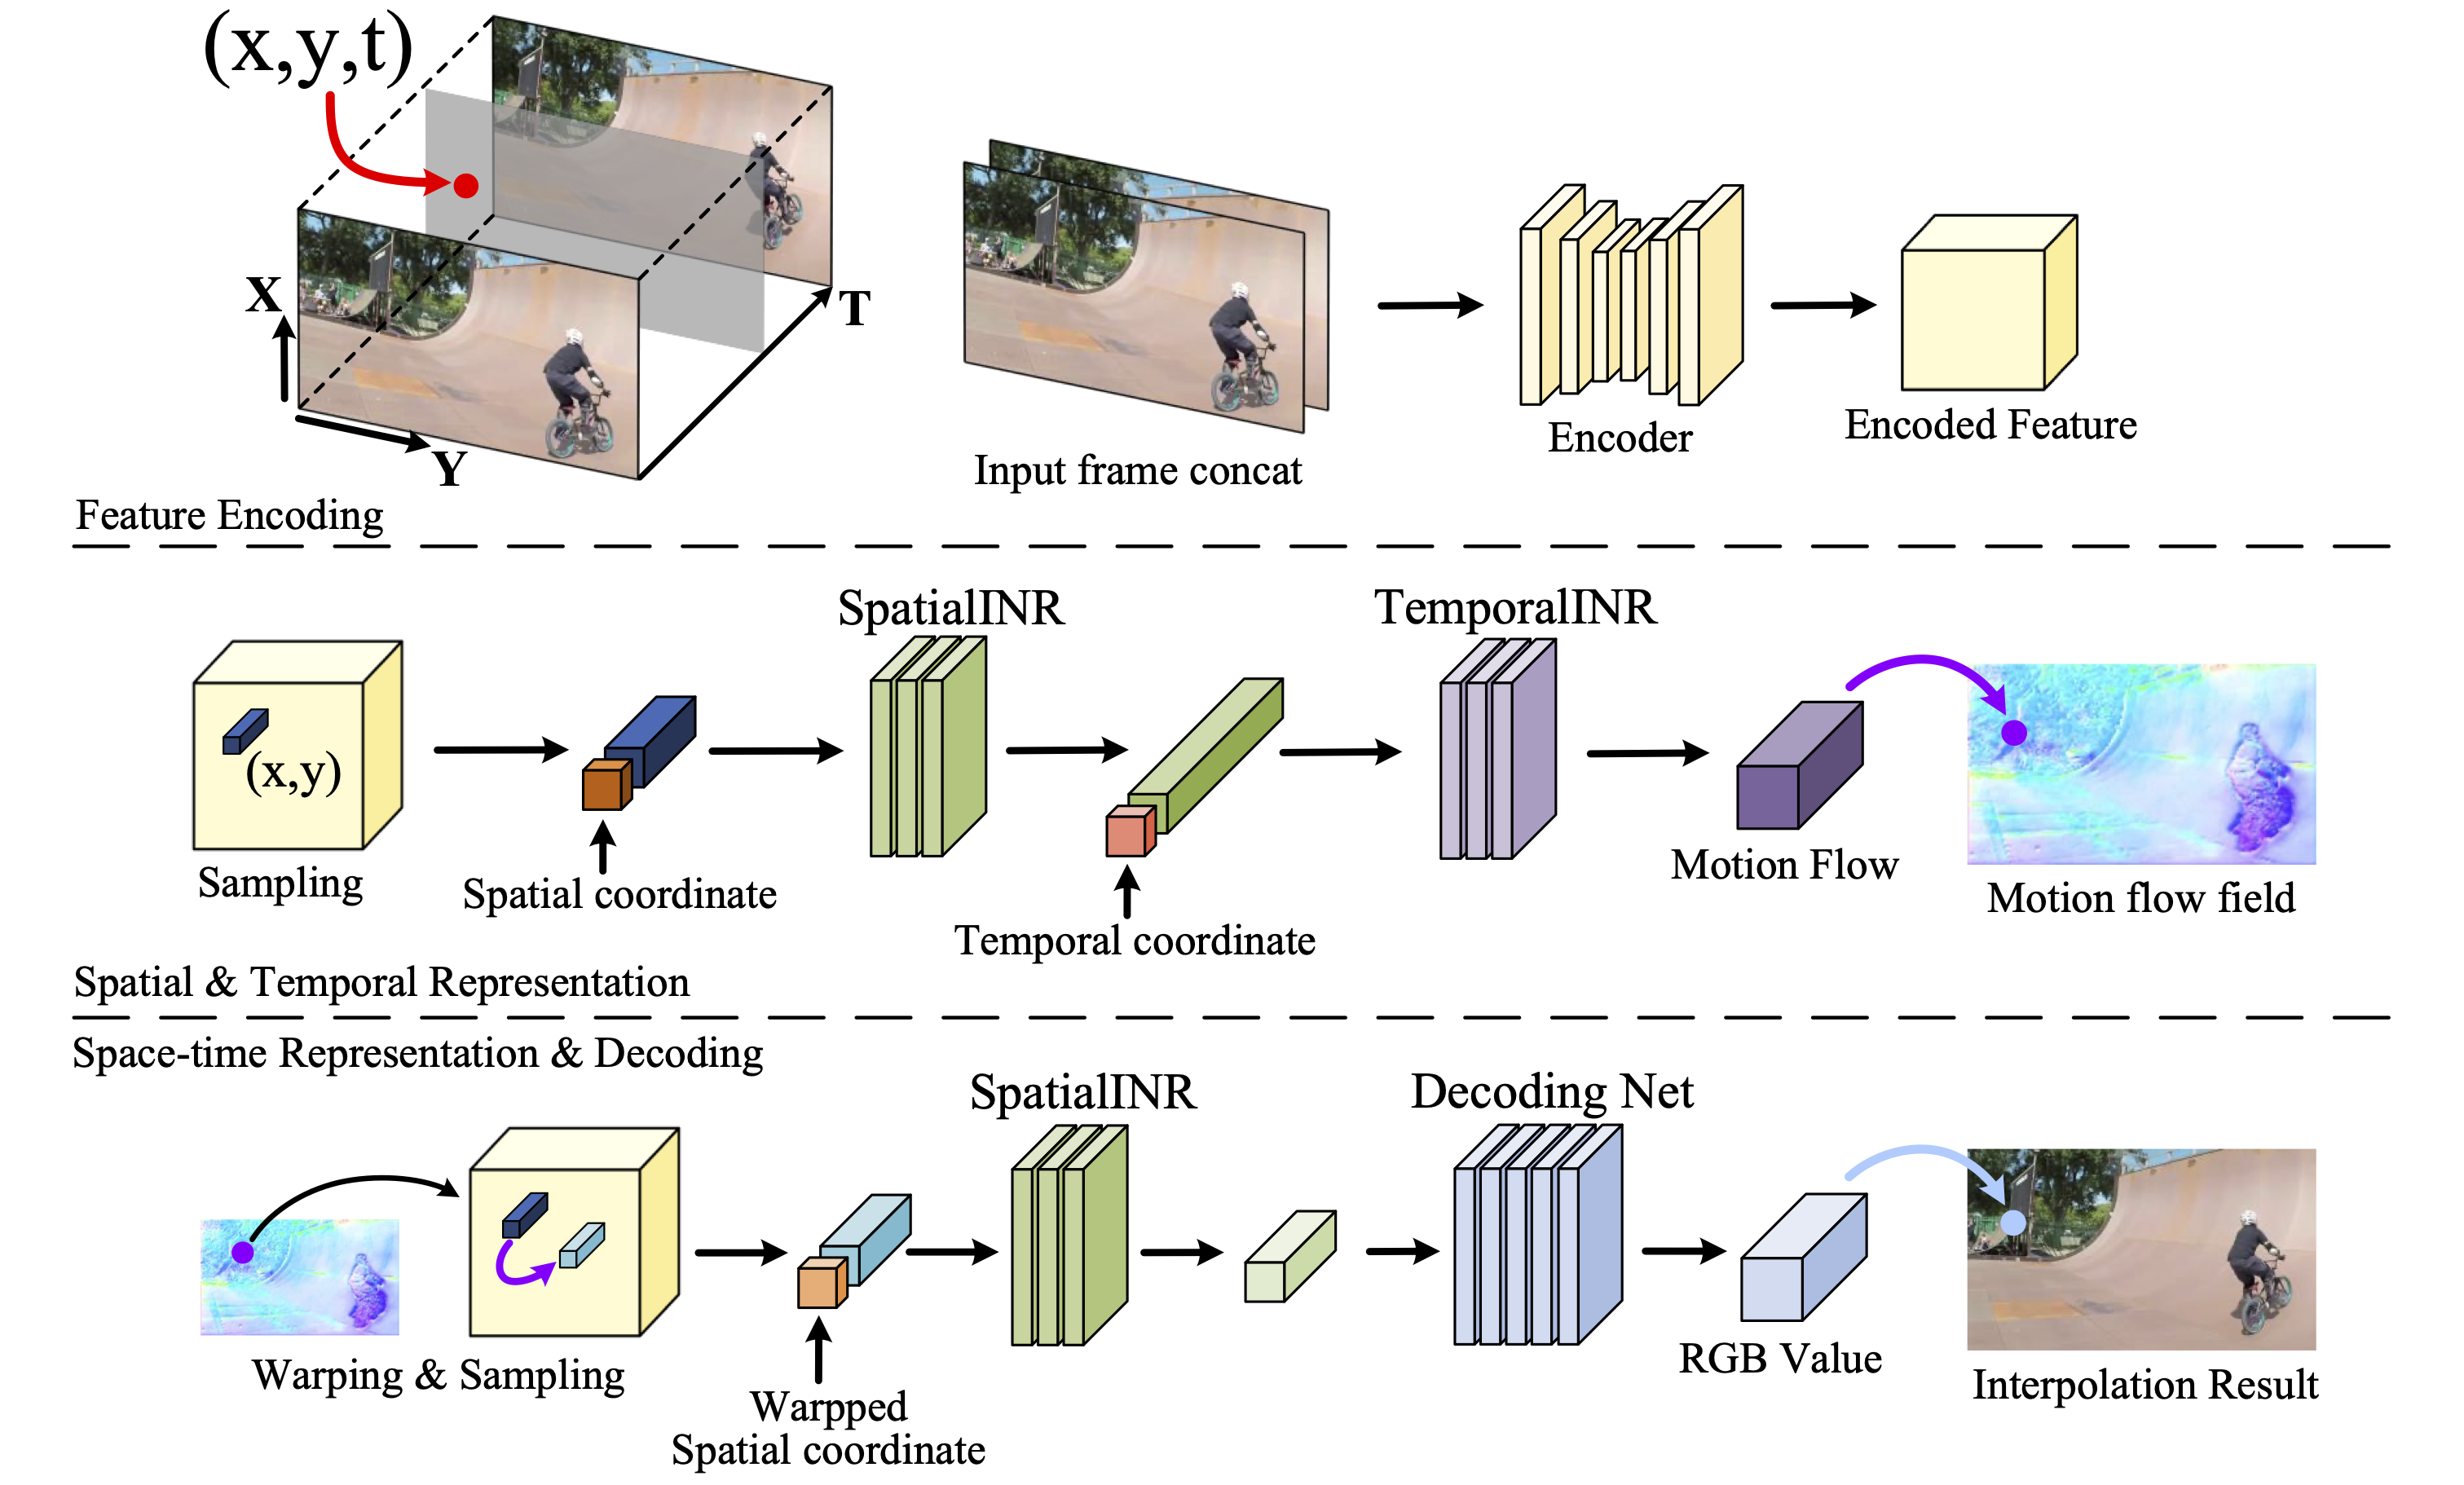 (x,y,t)
X
Y
T
Input frame concat
Encoder
Encoded Feature
Feature Encoding
SpatialINR
TemporalINR
(x,y)
Sampling
Spatial coordinate
Temporal coordinate
Motion Flow
Motion flow field
Spatial & Temporal Representation
Space-time Representation & Decoding
SpatialINR
Decoding Net
Warping & Sampling
Warpped
Spatial coordinate
RGB Value
Interpolation Result